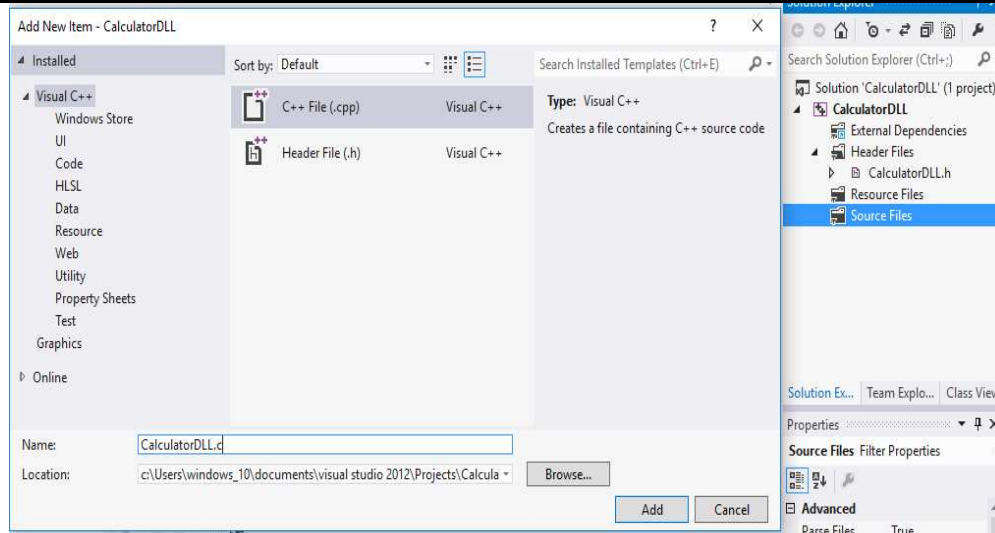 Add New Item - CalculatorDLL
?
X
Installed
Sort by: Default
Search Installed Templates (Ctrl+E)
Visual C++
Windows Store
UI
Code
HLSL
Data
Resource
Web
Utility
Property Sheets
Test
Graphics
Online
C++ File (.cpp) Visual C++
Header File (.h) Visual C++
Type: Visual C++
Creates a file containing C++ source code
Name: CalculatorDLL.c
Location: c:\Users\windows_10\documents\visual studio 2012\Projects\Calcula
Browse...
Add
Cancel
Solution Explorer
Search Solution Explorer (Ctrl+;)
Solution 'CalculatorDLL' (1 project)
CalculatorDLL
External Dependencies
Header Files
CalculatorDLL.h
Resource Files
Source Files
Solution Ex... Team Explo... Class View
Properties
Source Files Filter Properties
Advanced
Parse Files True